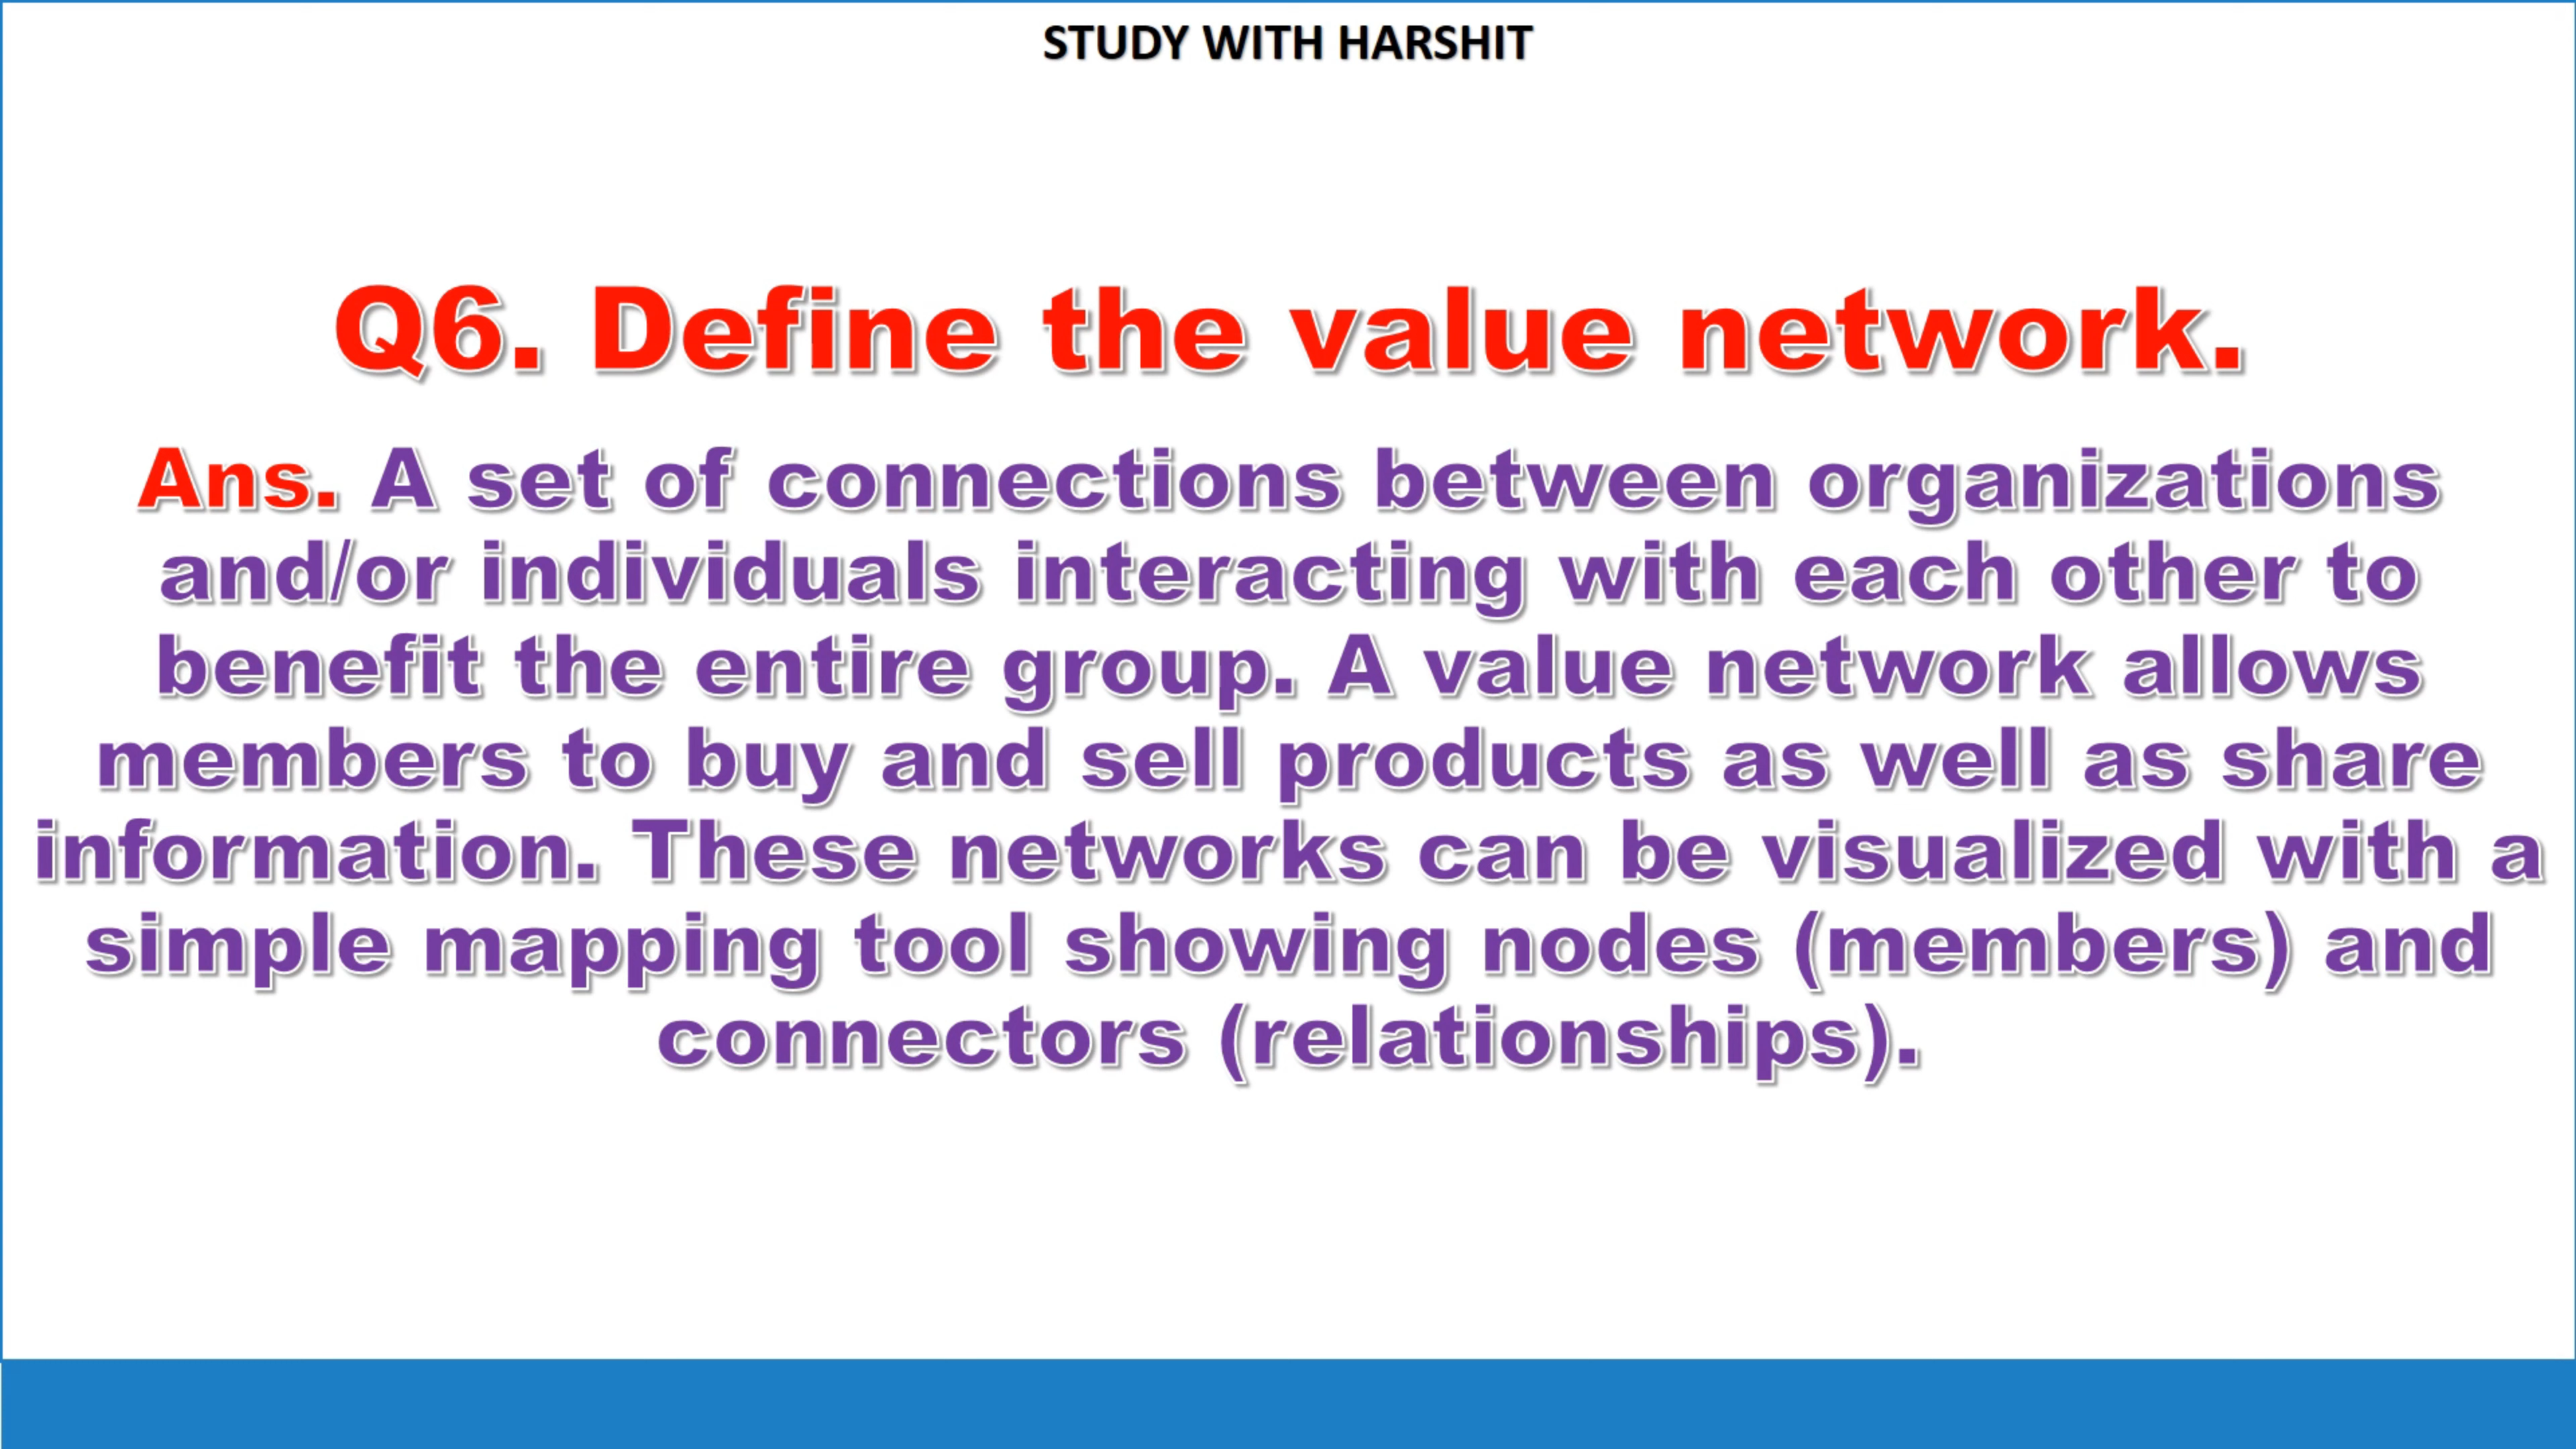 STUDY WITH HARSHIT
Q6. Define the value network.
Ans. A set of connections between organizations
and/or individuals interacting with each other to
benefit the entire group. A value network allows
members to buy and sell products as well as share
information. These networks can be visualized with a
simple mapping tool showing nodes (members) and
connectors (relationships).